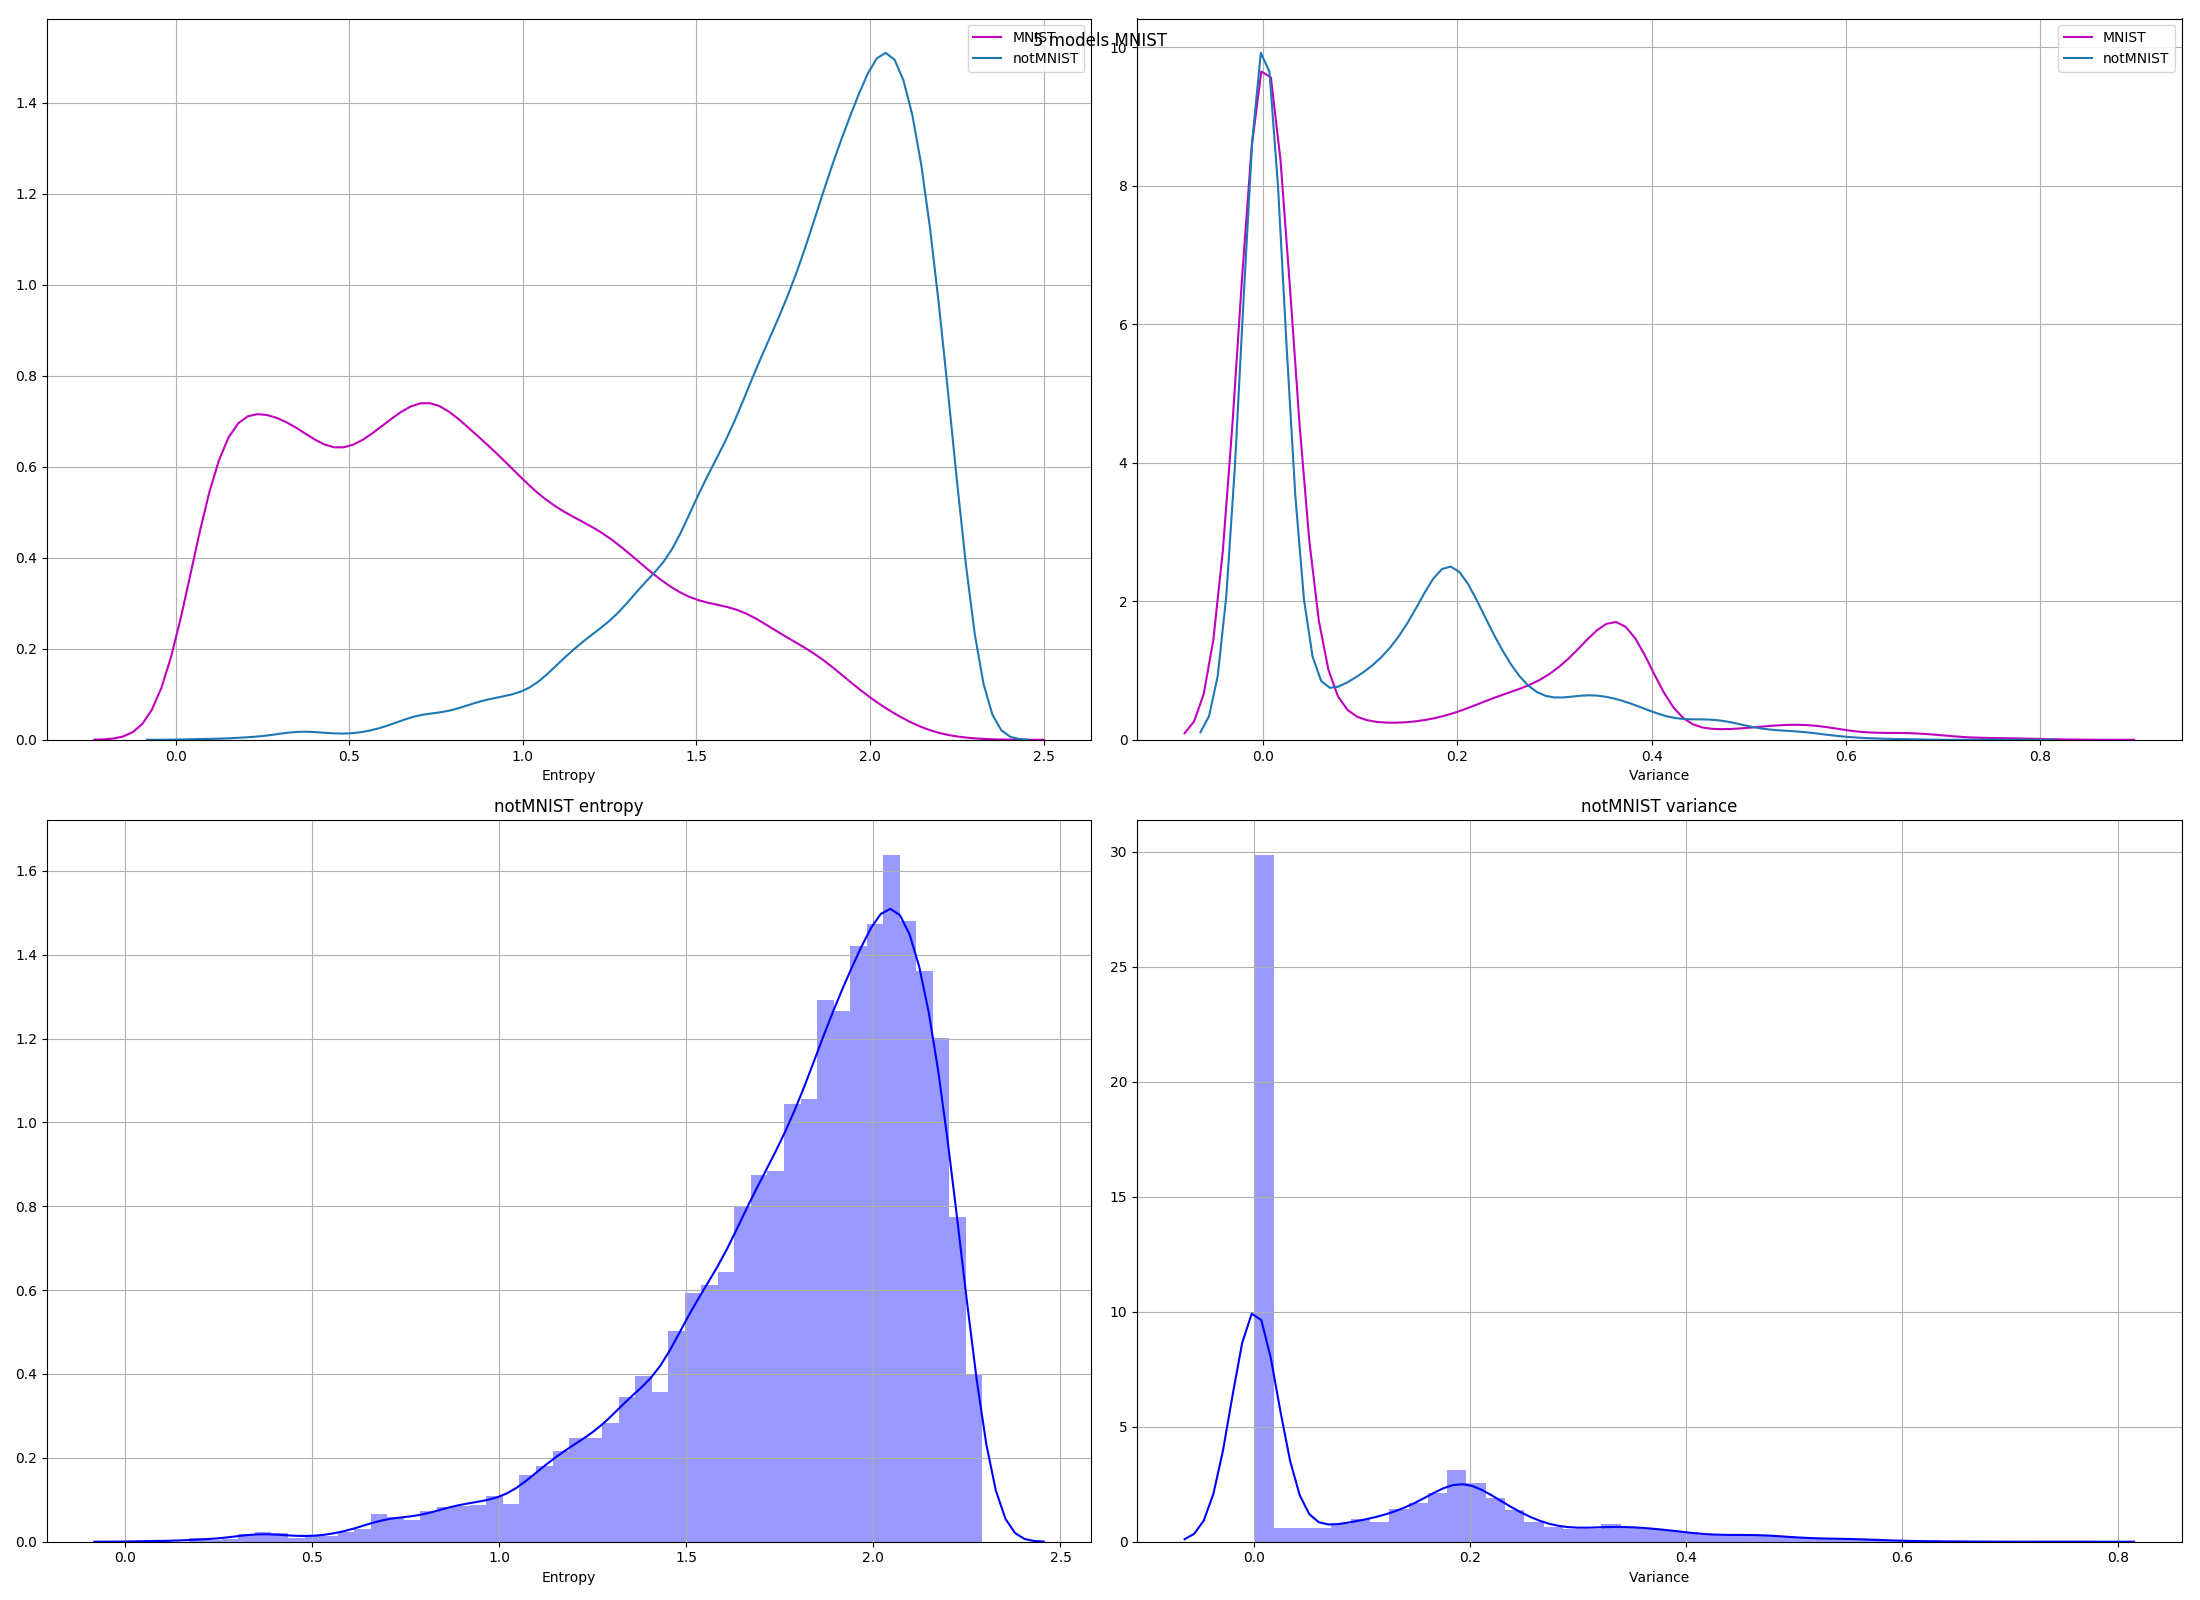 5 models MNIST
MNIST
notMNIST
1.4
1.2
1.0
0.8
0.6
0.4
0.2
0.0
0.0 0.5 1.0 1.5 2.0 2.5
Entropy
MNIST
notMNIST
10
8
6
4
2
0
0.0 0.2 0.4 0.6 0.8
Variance
notMNIST entropy
1.6
1.4
1.2
1.0
0.8
0.6
0.4
0.2
0.0
0.0 0.5 1.0 1.5 2.0 2.5
Entropy
notMNIST variance
30
25
20
15
10
5
0
0.0 0.2 0.4 0.6 0.8
Variance